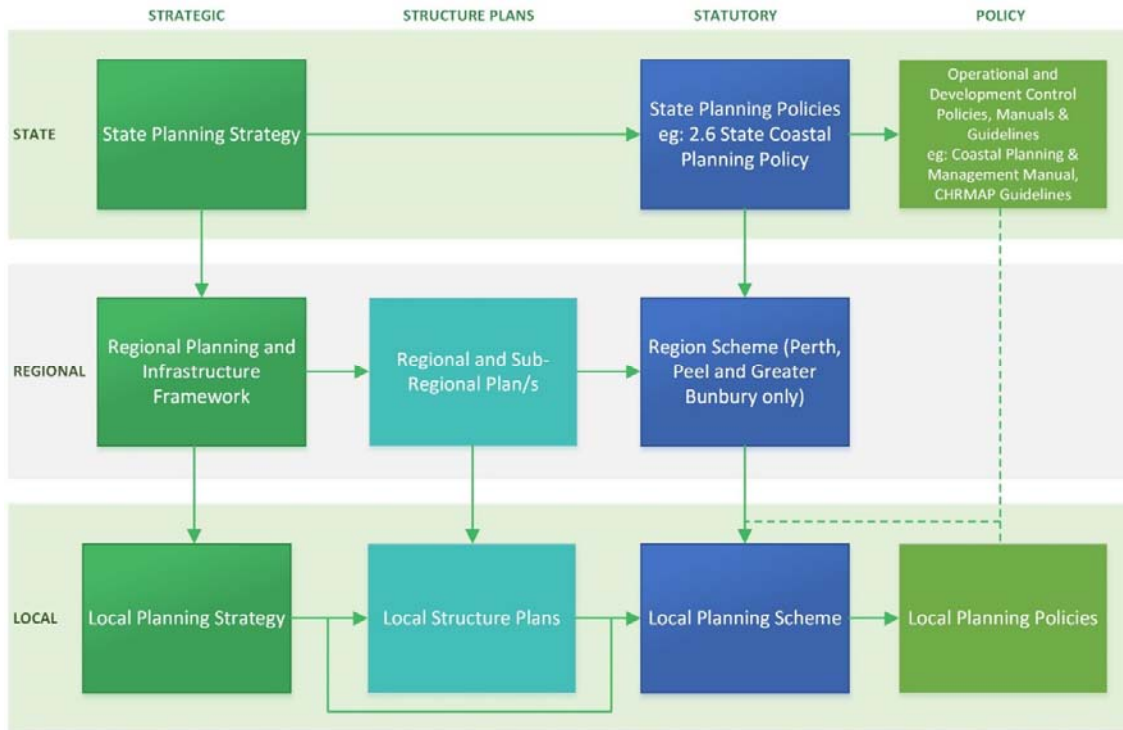 STRATEGIC
STRUCTURE PLANS
STATUTORY
POLICY
STATE
State Planning Strategy
State Planning Policies
eg: 2.6 State Coastal
Planning Policy
Operational and
Development Control
Policies, Manuals &
Guidelines
eg: Coastal Planning &
Management Manual,
CHRMAP Guidelines
REGIONAL
Regional Planning and
Infrastructure
Framework
Regional and Sub-
Regional Plan/s
Region Scheme (Perth,
Peel and Greater
Bunbury only)
LOCAL
Local Planning Strategy
Local Structure Plans
Local Planning Scheme
Local Planning Policies